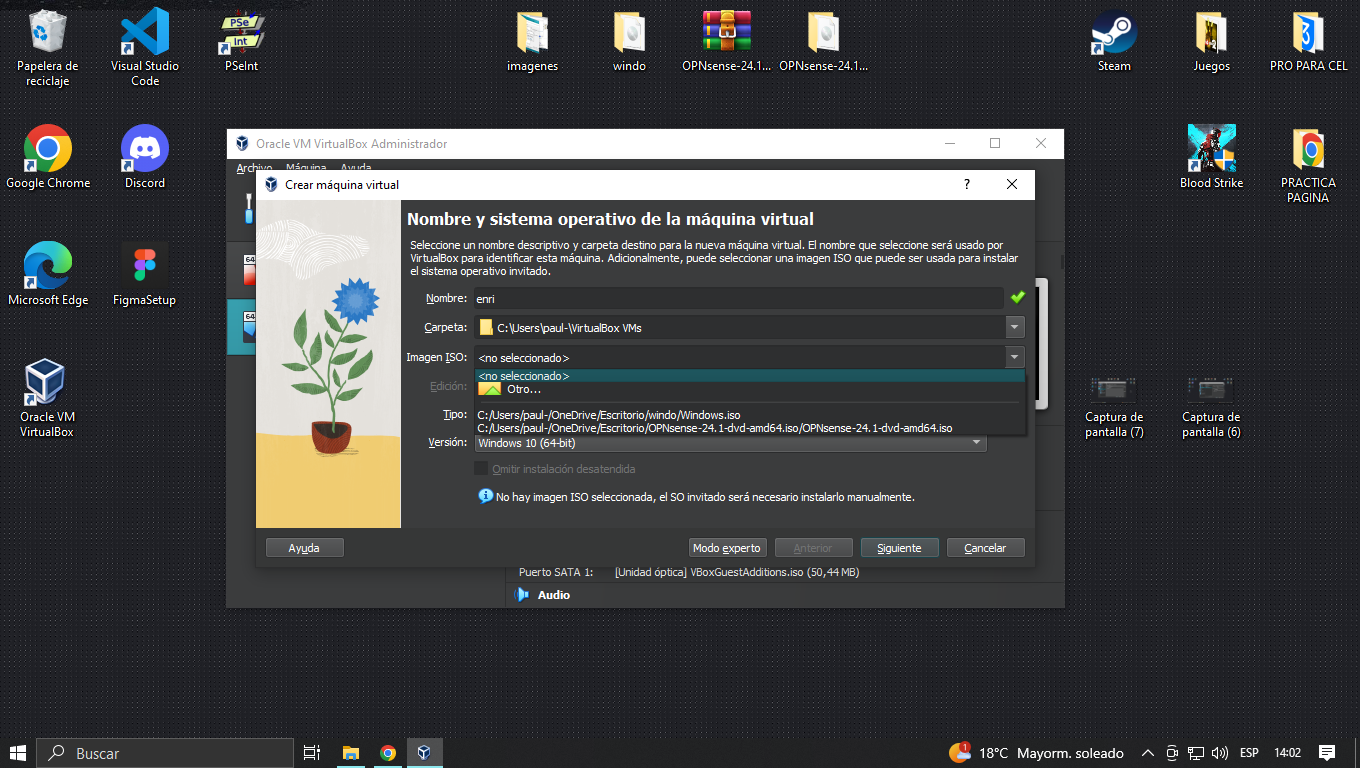 Papelera de
reciclaje
Visual Studio
Code
PSe
Int
PSeInt
imagenes
windo
OPNsense-24.1...
OPNsense-24.1...
Steam
Juegos
PRO PARA CEL
Google Chrome
Discord
Blood Strike
PRACTICA
PAGINA
Microsoft Edge
FigmaSetup
Oracle VM
VirtualBox
Captura de
pantalla (7)
Captura de
pantalla (6)
Oracle VM VirtualBox Administrador
Archivo Máquina Ayuda
Crear máquina virtual
?
64
64
Nombre y sistema operativo de la máquina virtual
Seleccione un nombre descriptivo y carpeta destino para la nueva máquina virtual. El nombre que seleccione será usado por
VirtualBox para identificar esta máquina. Adicionalmente, puede seleccionar una imagen ISO que puede ser usada para instalar
el sistema operativo invitado.
Nombre: enri
Carpeta: C:\Users\paul-\VirtualBox VMs
Imagen ISO: <no seleccionado>
<no seleccionado>
Edición: Otro...
Tipo: C:/Users/paul-/OneDrive/Escritorio/windo/Windows.iso
C:/Users/paul-/OneDrive/Escritorio/OPNsense-24.1-dvd-amd64.iso/OPNsense-24.1-dvd-amd64.iso
Versión: Windows 10 (64-bit)
Omitir instalación desatendida
No hay imagen ISO seleccionada, el SO invitado será necesario instalarlo manualmente.
Ayuda Modo experto Anterior Siguiente Cancelar
Puerto SATA 1: [Unidad óptica] VBoxGuestAdditions.iso (50,44 MB)
Audio
Buscar
1
18°C Mayorm. soleado
ESP
14:02